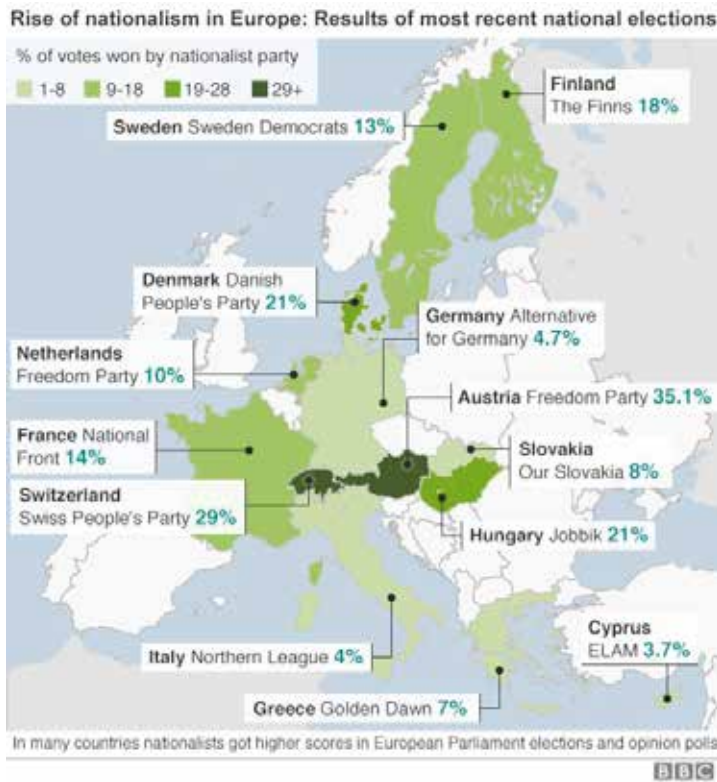 Rise of nationalism in Europe: Results of most recent national elections
% of votes won by nationalist party
1-8 9-18 19-28 29+
Finland
The Finns 18%
Sweden Sweden Democrats 13%
Denmark Danish
People's Party 21%
Germany Alternative
for Germany 4.7%
Netherlands
Freedom Party 10%
Austria Freedom Party 35.1%
France National
Front 14%
Slovakia
Our Slovakia 8%
Switzerland
Swiss People's Party 29%
Hungary Jobbik 21%
Cyprus
ELAM 3.7%
Italy Northern League 4%
Greece Golden Dawn 7%
In many countries nationalists got higher scores in European Parliament elections and opinion polls
BBC